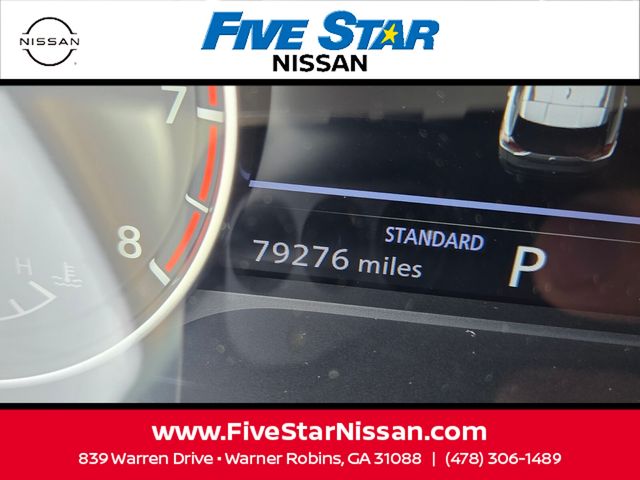 NISSAN
FIVE STAR
NISSAN
7
8
H
STANDARD
79276 miles
P
www.FiveStarNissan.com
839 Warren Drive • Warner Robins, GA 31088 | (478) 306-1489